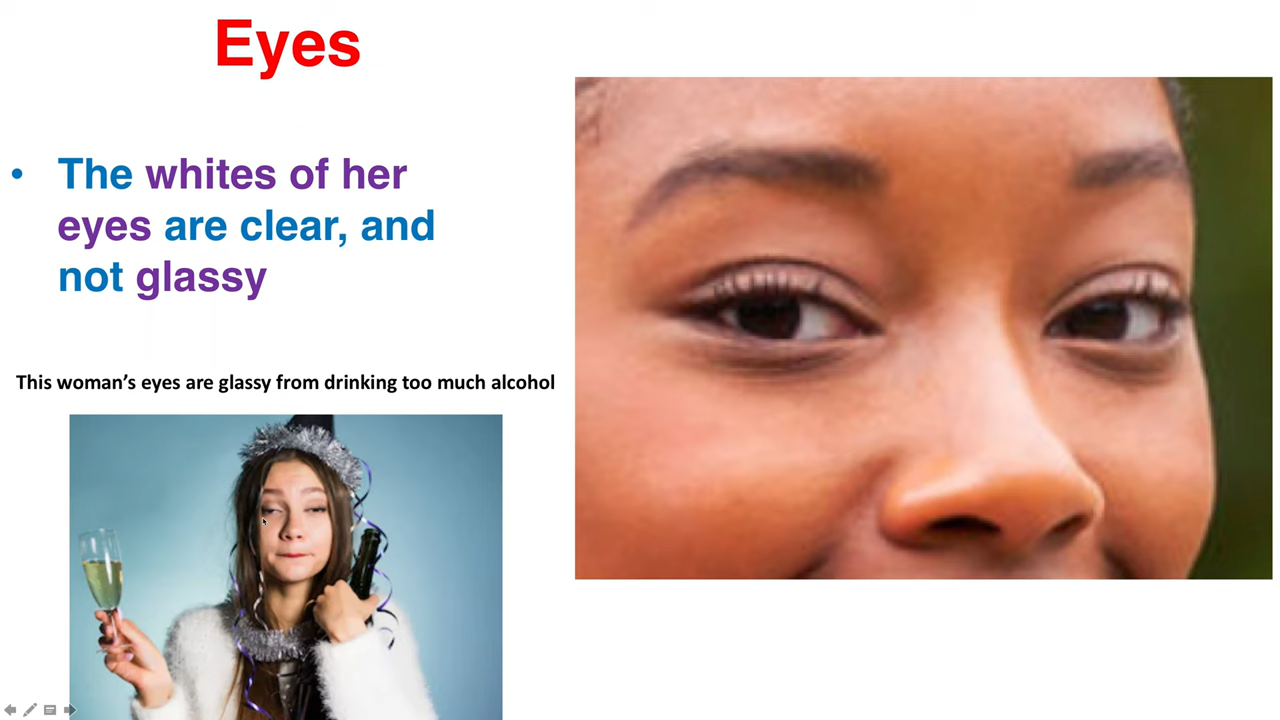 Eyes
• The whites of her
eyes are clear, and
not glassy
This woman's eyes are glassy from drinking too much alcohol